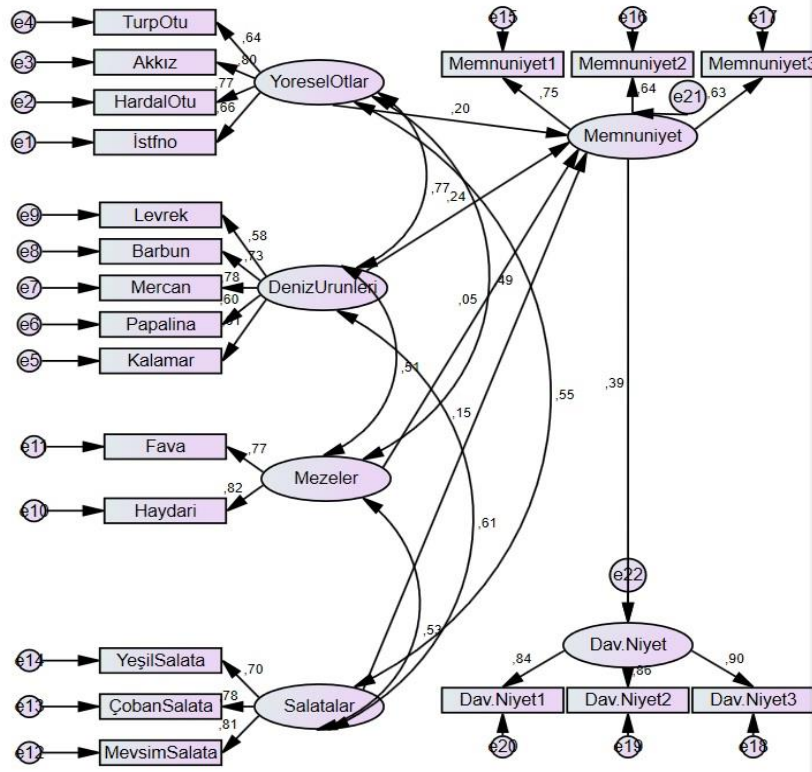 e4 TurpOtu ,64
e3 Akkız ,80
e2 HardalOtu ,77
e1 İstfno ,66
YoreselOtlar
e15 e16 e17
Memnuniyet1 Memnuniyet2 Memnuniyet3
,75 ,64 e21 ,63
,20 Memnuniyet
,77 ,24
e9 Levrek ,58
e8 Barbun ,73
e7 Mercan ,78
e6 Papalina ,60
e5 Kalamar
DenizUrunleri
,49
,05
,51 ,55 ,39
,15
e11 Fava ,77
e10 Haydari ,82
Mezeler
,61
,53
e14 YeşilSalata ,70
e13 ÇobanSalata ,78
e12 MevsimSalata ,81
Salatalar
e22
Dav.Niyet
,84 ,86 ,90
Dav.Niyet1 Dav.Niyet2 Dav.Niyet3
e20 e19 e18